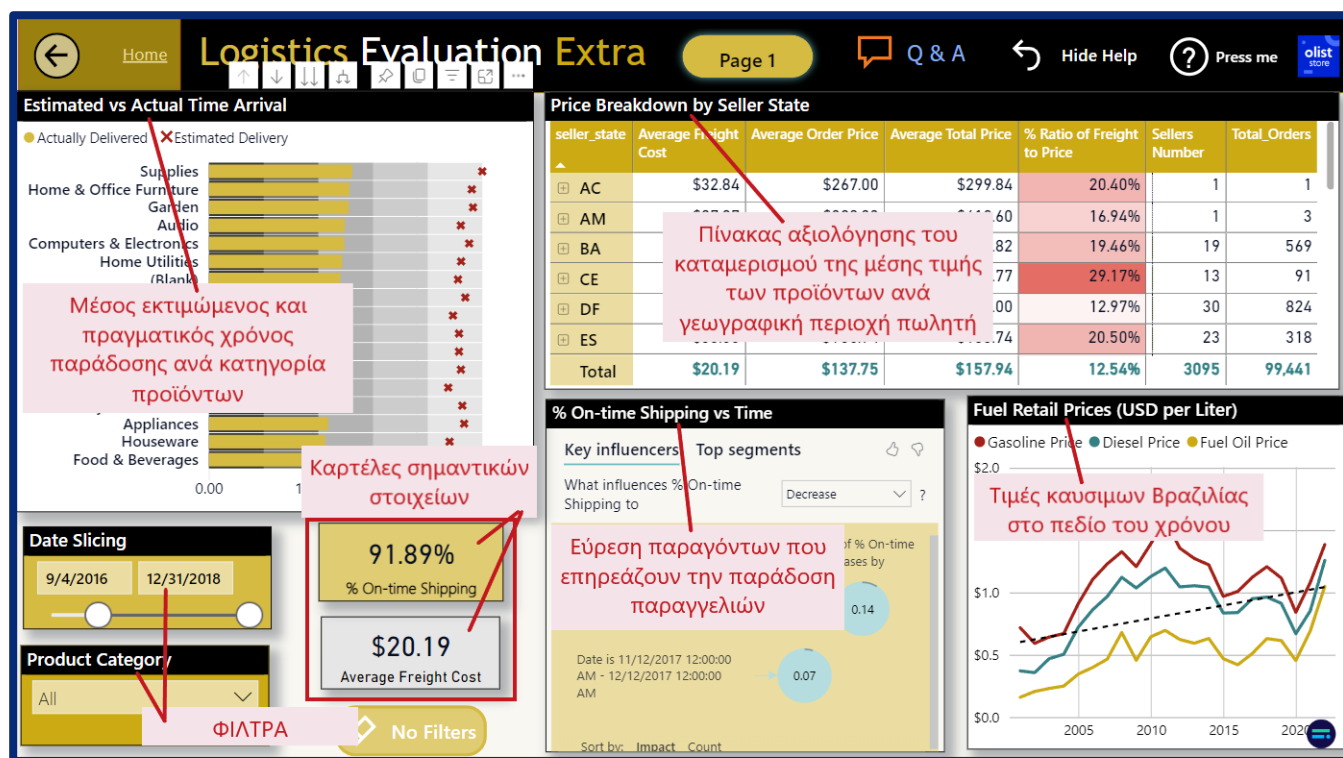 Home
Logistics Evaluation Extra
Page 1
Q & A
Hide Help
Press me
olist
store
Estimated vs Actual Time Arrival
Actually Delivered
Estimated Delivery
Supplies
Home & Office Furniture
Garden
Audio
Computers & Electronics
Home Utilities
(Blank)
Μέσος εκτιμώμενος και
πραγματικός χρόνος
παράδοσης ανά κατηγορία
προϊόντων
Appliances
Houseware
Food & Beverages
0.00
Καρτέλες σημαντικών
στοιχείων
Price Breakdown by Seller State
seller_state Average Freight Cost Average Order Price Average Total Price % Ratio of Freight to Price Sellers Number Total_Orders
AC $32.84 $267.00 $299.84 20.40% 1 1
AM .60 16.94% 1 3
BA .82 19.46% 19 569
CE .77 29.17% 13 91
DF .00 12.97% 30 824
ES .74 20.50% 23 318
Total $20.19 $137.75 $157.94 12.54% 3095 99,441
Πίνακας αξιολόγησης του
καταμερισμού της μέσης τιμής
των προϊόντων ανά
γεωγραφική περιοχή πωλητή
Date Slicing
9/4/2016 12/31/2018
Product Category
All
ΦΙΛΤΡΑ
91.89%
% On-time Shipping
$20.19
Average Freight Cost
No Filters
% On-time Shipping vs Time
Key influencers Top segments
What influences % On-time
Shipping to
Decrease
?
of % On-time
ases by
Εύρεση παραγόντων που
επηρεάζουν την παράδοση
παραγγελιών
0.14
Date is 11/12/2017 12:00:00
AM - 12/12/2017 12:00:00
AM
0.07
Sort by: Impact Count
Fuel Retail Prices (USD per Liter)
Gasoline Price Diesel Price Fuel Oil Price
$2.0
Τιμές καυσιμων Βραζιλίας
στο πεδίο του χρόνου
$1.0
$0.5
$0.0
2005 2010 2015